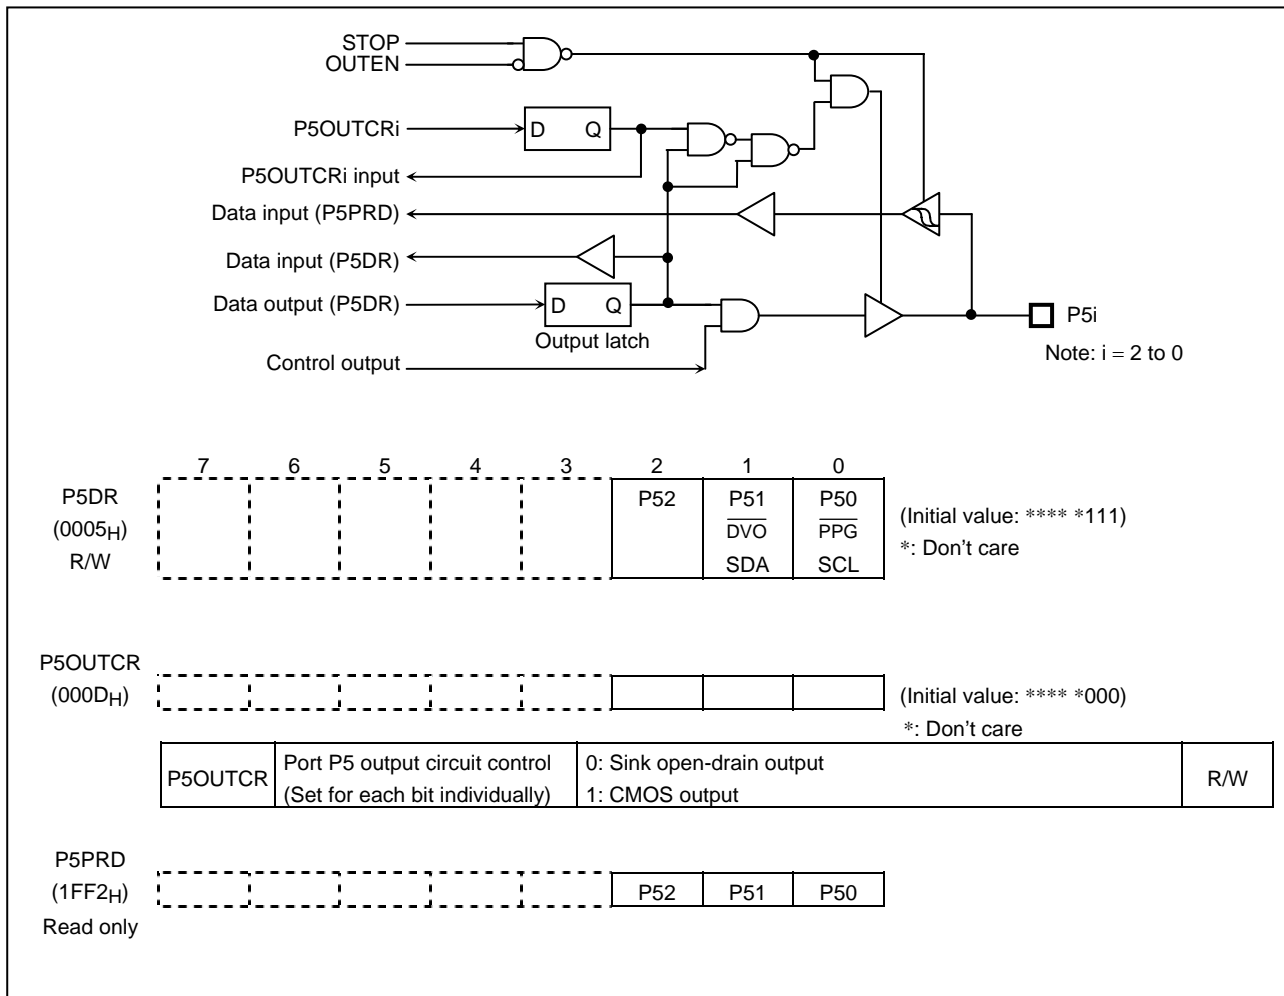 STOP
OUTEN
P5OUTCRi
D Q
P5OUTCRi input
Data input (P5PRD)
Data input (P5DR)
Data output (P5DR)
D Q
Output latch
Control output
P5i
Note: i = 2 to 0
7 6 5 4 3 2 1 0
P5DR
(0005H)
R/W
P52 P51 P50
DVO PPG
SDA SCL
(Initial value: **** *111)
*: Don't care
P5OUTCR
(000DH)
(Initial value: **** *000)
*: Don't care
P5OUTCR
Port P5 output circuit control
(Set for each bit individually)
0: Sink open-drain output
1: CMOS output
R/W
P5PRD
(1FF2H)
Read only
P52 P51 P50